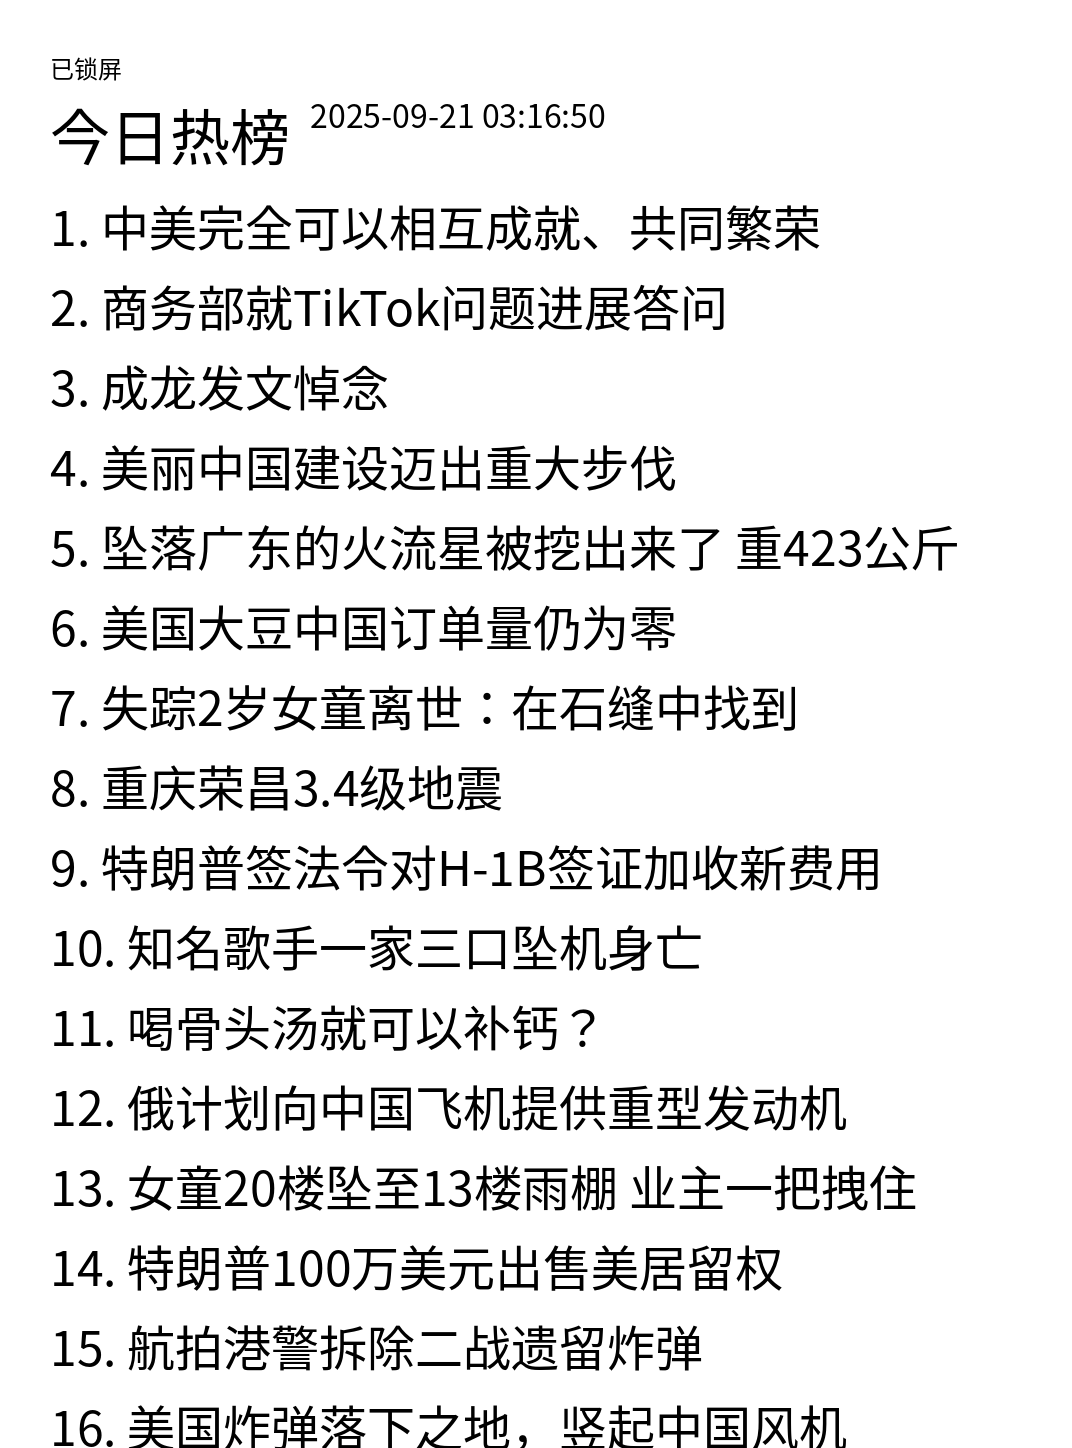 已锁屏
今日热榜 2025-09-21 03:16:50
1. 中美完全可以相互成就、共同繁荣
2. 商务部就TikTok问题进展答问
3. 成龙发文悼念
4. 美丽中国建设迈出重大步伐
5. 坠落广东的火流星被挖出来了 重423公斤
6. 美国大豆中国订单量仍为零
7. 失踪2岁女童离世：在石缝中找到
8. 重庆荣昌3.4级地震
9. 特朗普签法令对H-1B签证加收新费用
10. 知名歌手一家三口坠机身亡
11. 喝骨头汤就可以补钙？
12. 俄计划向中国飞机提供重型发动机
13. 女童20楼坠至13楼雨棚 业主一把拽住
14. 特朗普100万美元出售美居留权
15. 航拍港警拆除二战遗留炸弹
16. 美国炸弹落下之地，竖起中国风机